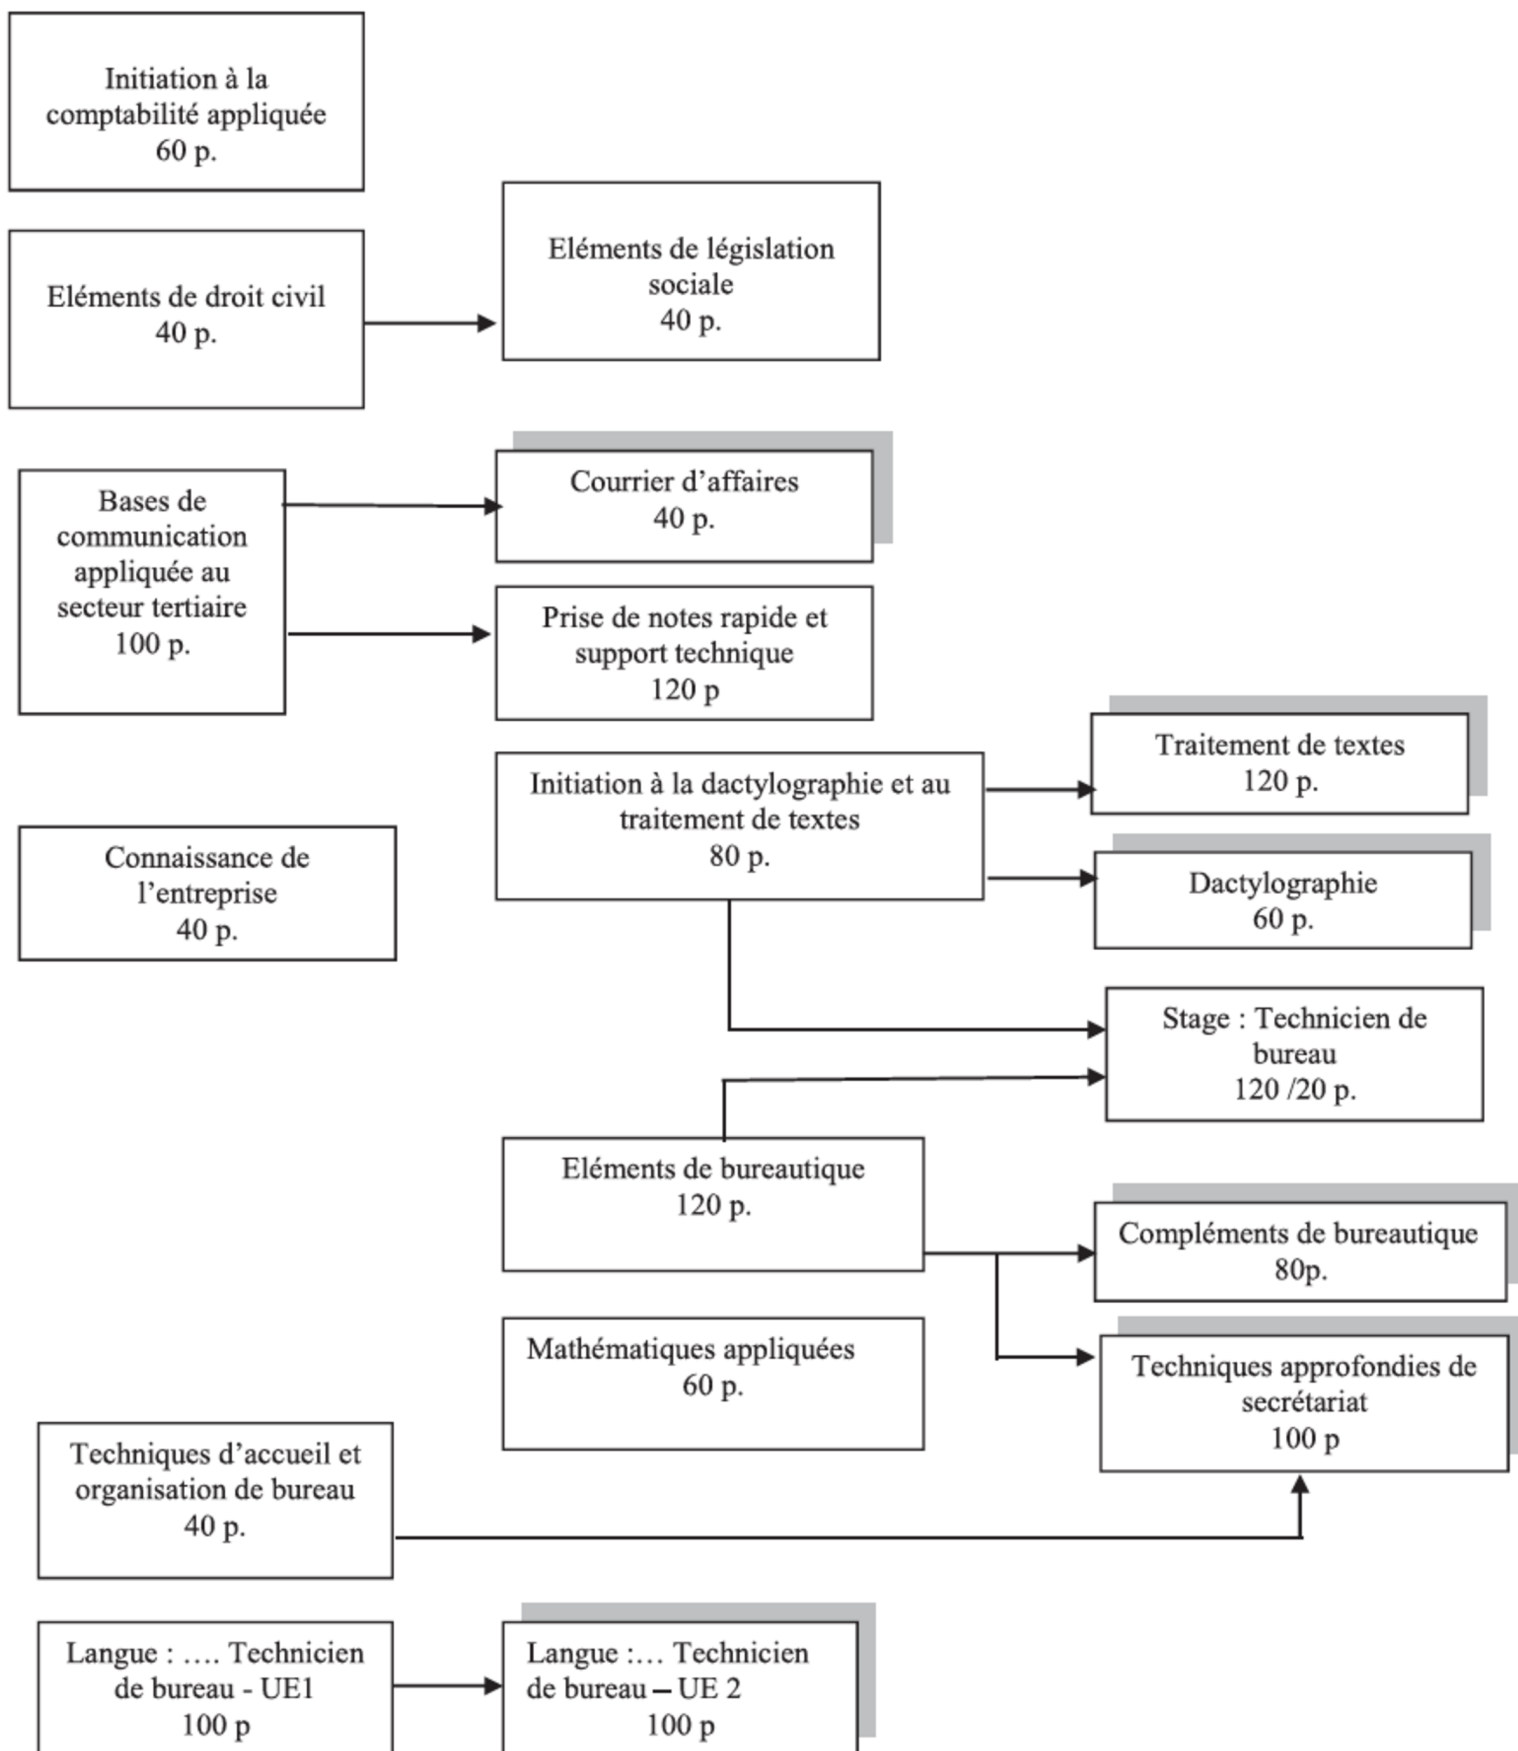 Initiation à la
comptabilité appliquée
60 p.
Eléments de droit civil
40 p.
Eléments de législation
sociale
40 p.
Bases de
communication
appliquée au
secteur tertiaire
100 p.
Courrier d’affaires
40 p.
Prise de notes rapide et
support technique
120 p
Initiation à la dactylographie et au
traitement de textes
80 p.
Traitement de textes
120 p.
Dactylographie
60 p.
Connaissance de
l’entreprise
40 p.
Stage : Technicien de
bureau
120 /20 p.
Eléments de bureautique
120 p.
Compléments de bureautique
80p.
Mathématiques appliquées
60 p.
Techniques approfondies de
secrétariat
100 p
Techniques d’accueil et
organisation de bureau
40 p.
Langue : …. Technicien
de bureau - UE1
100 p
Langue :… Technicien
de bureau – UE 2
100 p